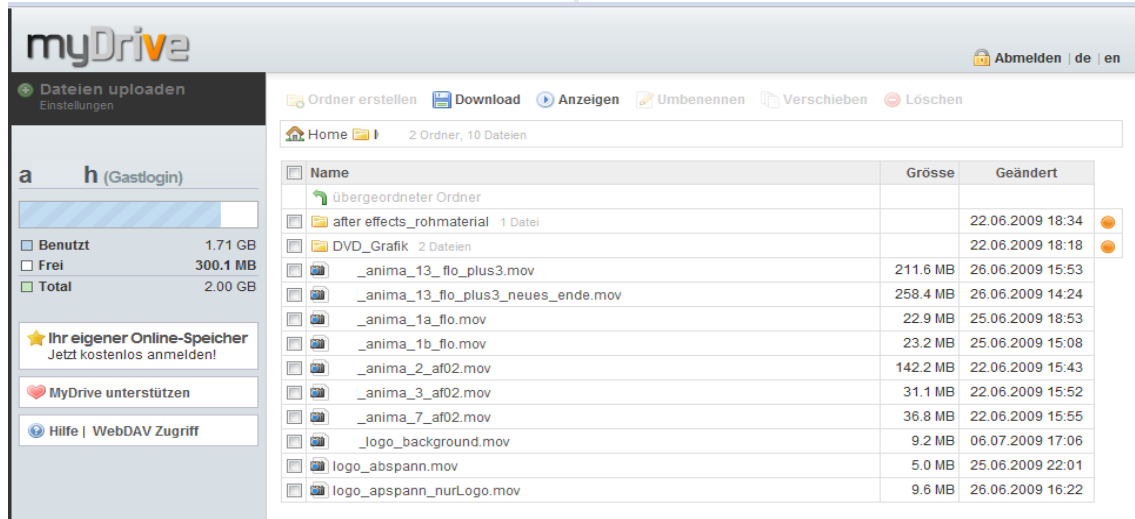 myDrive
Abmelden | de | en
Dateien uploaden
Einstellungen
Ordner erstellen Download Anzeigen Umbenennen Verschieben Löschen
Home 2 Ordner, 10 Dateien
a h (Gastlogin)
Benutzt 1.71 GB
Frei 300.1 MB
Total 2.00 GB
Ihr eigener Online-Speicher
Jetzt kostenlos anmelden!
MyDrive unterstützen
Hilfe | WebDAV Zugriff
Name Grösse Geändert
übergeordneter Ordner
after effects_rohmaterial 1 Datei 22.06.2009 18:34
DVD_Grafik 2 Dateien 22.06.2009 18:18
_anima_13_ flo_plus3.mov 211.6 MB 26.06.2009 15:53
_anima_13_flo_plus3_neues_ende.mov 258.4 MB 26.06.2009 14:24
_anima_1a_flo.mov 22.9 MB 25.06.2009 18:53
_anima_1b_flo.mov 23.2 MB 25.06.2009 15:08
_anima_2_af02.mov 142.2 MB 22.06.2009 15:43
_anima_3_af02.mov 31.1 MB 22.06.2009 15:52
_anima_7_af02.mov 36.8 MB 22.06.2009 15:55
_logo_background.mov 9.2 MB 06.07.2009 17:06
logo_abspann.mov 5.0 MB 25.06.2009 22:01
logo_apspann_nurLogo.mov 9.6 MB 26.06.2009 16:22